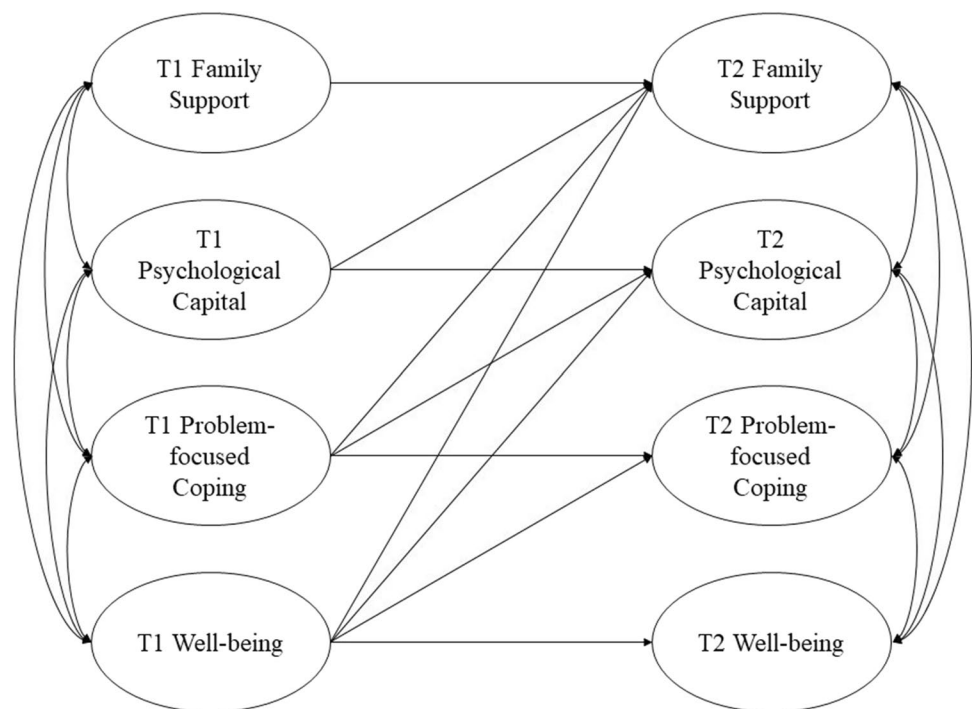 T1 Family
Support
T2 Family
Support
T1
Psychological
Capital
T2
Psychological
Capital
T1 Problem-
focused
Coping
T2 Problem-
focused
Coping
T1 Well-being
T2 Well-being